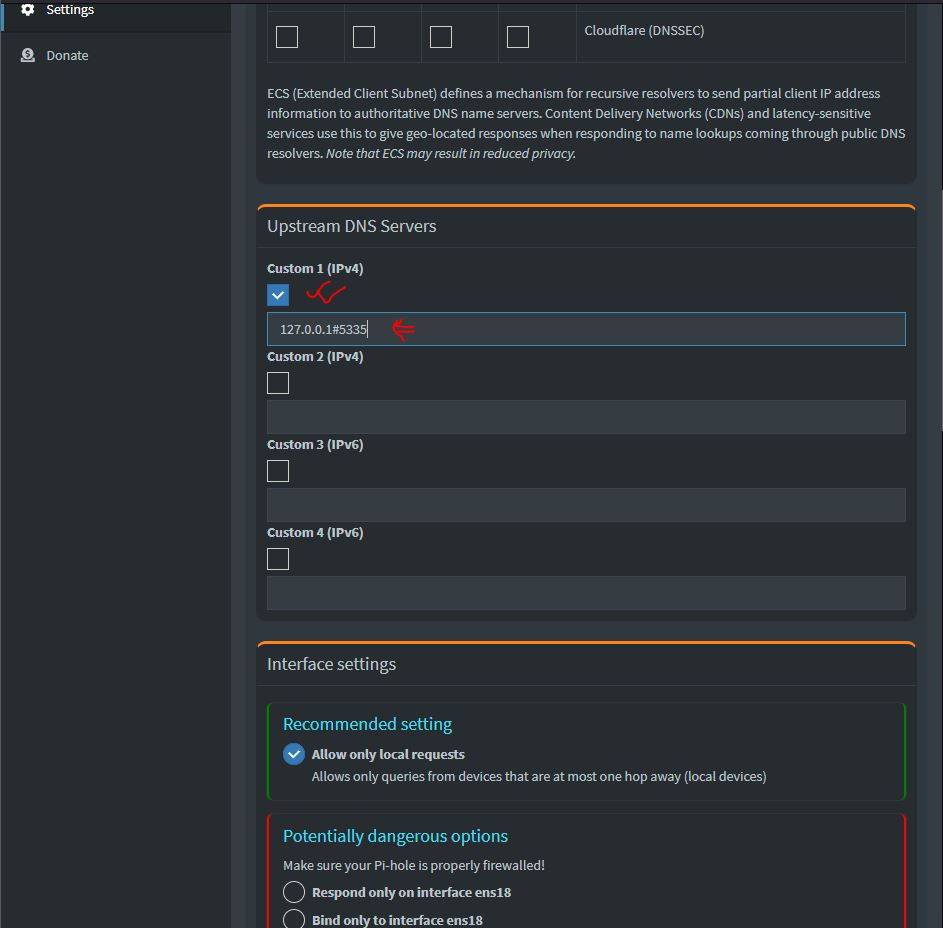 Settings
Donate
Cloudflare (DNSSEC)
ECS (Extended Client Subnet) defines a mechanism for recursive resolvers to send partial client IP address
information to authoritative DNS name servers. Content Delivery Networks (CDNs) and latency-sensitive
services use this to give geo-located responses when responding to name lookups coming through public DNS
resolvers. Note that ECS may result in reduced privacy.
Upstream DNS Servers
Custom 1 (IPv4)
127.0.0.1#5335
Custom 2 (IPv4)
Custom 3 (IPv6)
Custom 4 (IPv6)
Interface settings
Recommended setting
Allow only local requests
Allows only queries from devices that are at most one hop away (local devices)
Potentially dangerous options
Make sure your Pi-hole is properly firewalled!
Respond only on interface ens18
Bind only to interface ens18